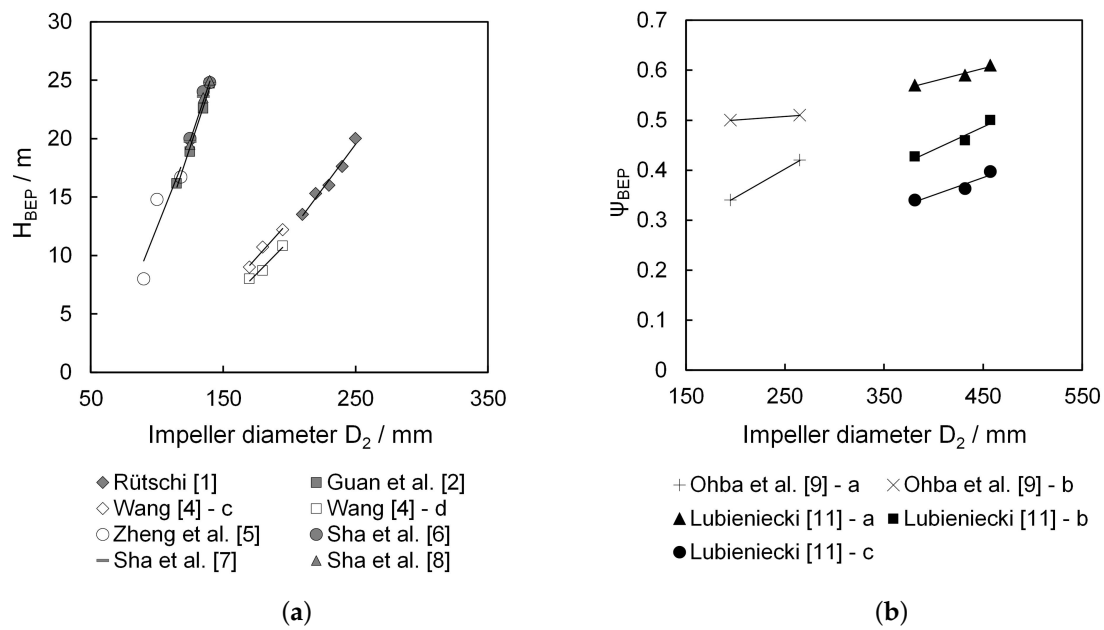 30
25
20
15
10
5
0
H_BEP / m
50 150 250 350
Impeller diameter D₂ / mm
◆ Rütschi [1] ■ Guan et al. [2]
◇ Wang [4] - c □ Wang [4] - d
○ Zheng et al. [5] ● Sha et al. [6]
– Sha et al. [7] ▲ Sha et al. [8]
(a)
0.7
0.6
0.5
0.4
0.3
0.2
0.1
0
ψ_BEP
150 250 350 450 550
Impeller diameter D₂ / mm
+ Ohba et al. [9] - a × Ohba et al. [9] - b
▲ Lubieniecki [11] - a ■ Lubieniecki [11] - b
● Lubieniecki [11] - c
(b)